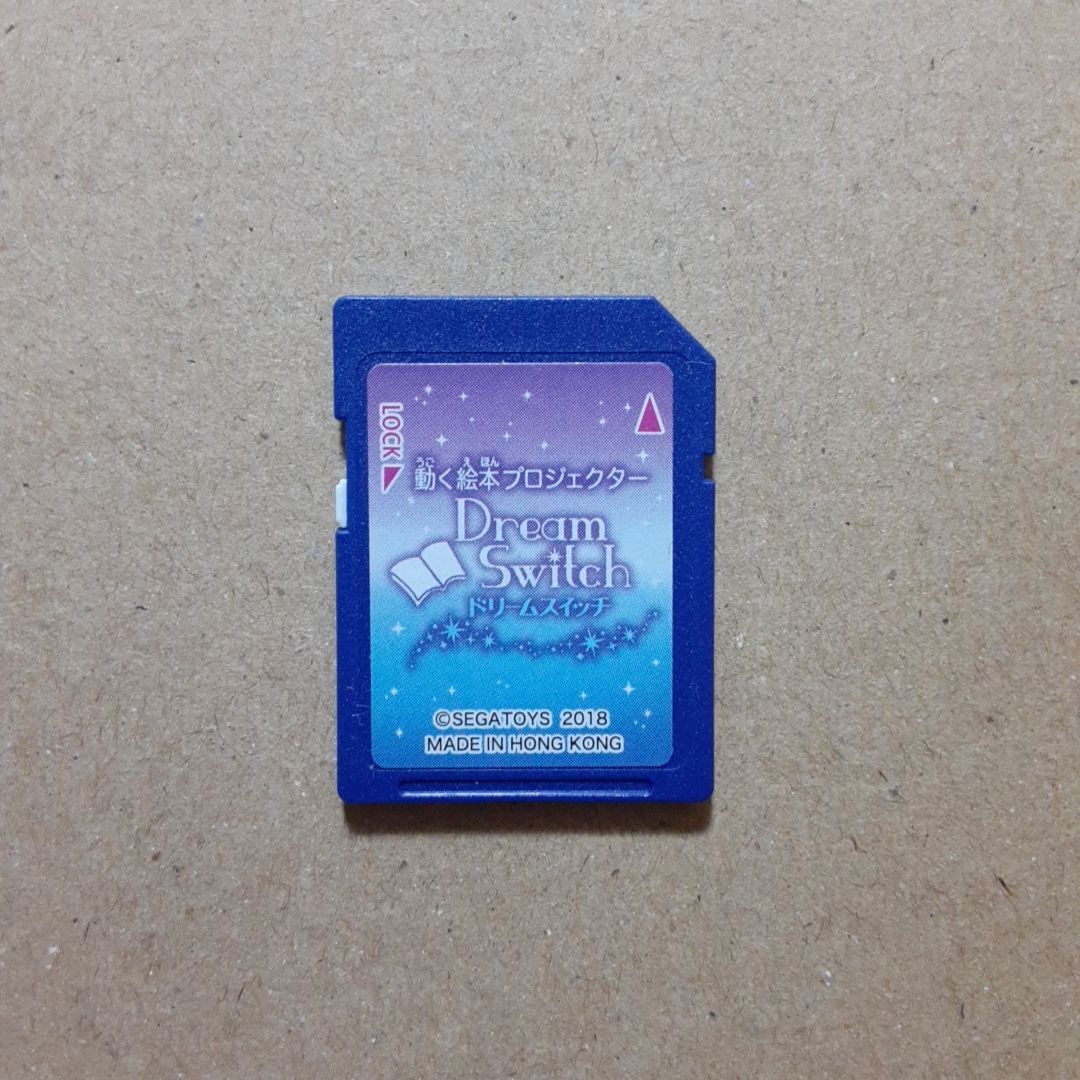 LOCK
うご え ほん
動く絵本プロジェクター
Dream
Switch
ドリームスイッチ
©SEGATOYS 2018
MADE IN HONG KONG